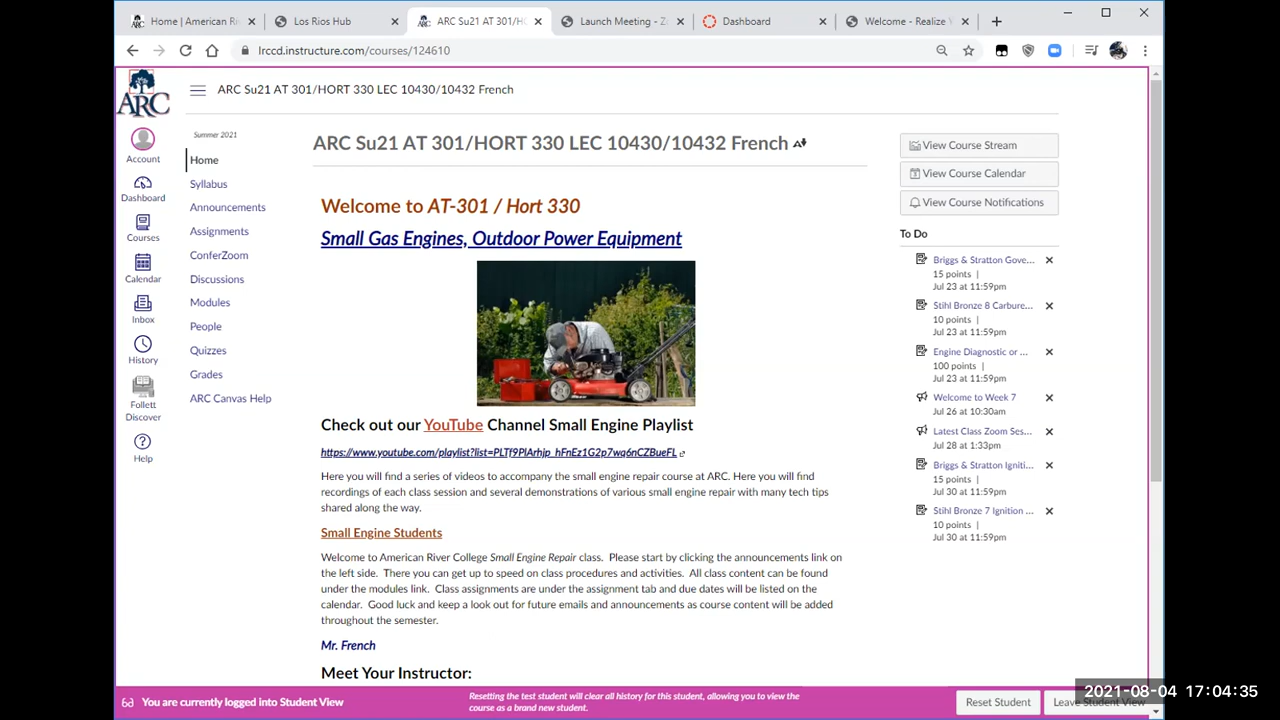 Home | American Ri
Los Rios Hub
ARC Su21 AT 301/H
Launch Meeting - Z
Dashboard
Welcome - Realize
lrccd.instructure.com/courses/124610
ARC
ARC Su21 AT 301/HORT 330 LEC 10430/10432 French
Account
Dashboard
Courses
Calendar
Inbox
History
Follett
Discover
Help
Summer 2021
Home
Syllabus
Announcements
Assignments
ConferZoom
Discussions
Modules
People
Quizzes
Grades
ARC Canvas Help
ARC Su21 AT 301/HORT 330 LEC 10430/10432 French
Welcome to AT-301 / Hort 330
Small Gas Engines, Outdoor Power Equipment
Check out our YouTube Channel Small Engine Playlist
https://www.youtube.com/playlist?list=PLTf9PlArhjp_hFnEz1G2p7wq6nCZBueFL
Here you will find a series of videos to accompany the small engine repair course at ARC. Here you will find
recordings of each class session and several demonstrations of various small engine repair with many tech tips
shared along the way.
Small Engine Students
Welcome to American River College Small Engine Repair class. Please start by clicking the announcements link on
the left side. There you can get up to speed on class procedures and activities. All class content can be found
under the modules link. Class assignments are under the assignment tab and due dates will be listed on the
calendar. Good luck and keep a look out for future emails and announcements as course content will be added
throughout the semester.
Mr. French
Meet Your Instructor:
View Course Stream
View Course Calendar
View Course Notifications
To Do
Briggs & Stratton Gove...
15 points |
Jul 23 at 11:59pm
Stihl Bronze 8 Carbure...
10 points |
Jul 23 at 11:59pm
Engine Diagnostic or ...
100 points |
Jul 23 at 11:59pm
Welcome to Week 7
Jul 26 at 10:30am
Latest Class Zoom Ses...
Jul 28 at 1:33pm
Briggs & Stratton Igniti...
15 points |
Jul 30 at 11:59pm
Stihl Bronze 7 Ignition ...
10 points |
Jul 30 at 11:59pm
You are currently logged into Student View
Resetting the test student will clear all history for this student, allowing you to view the
course as a brand new student.
Reset Student
Leave Student View
2021-08-04 17:04:35